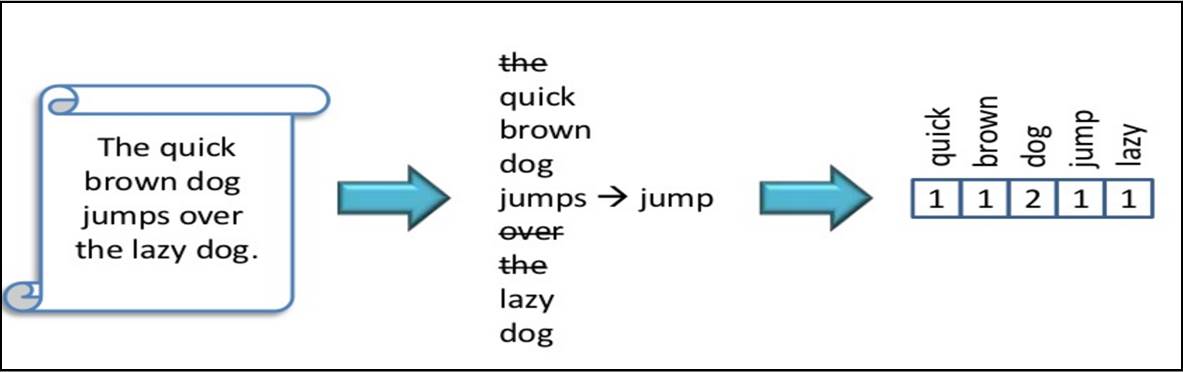 The quick
brown dog
jumps over
the lazy dog.
the
quick
brown
dog
jumps → jump
over
the
lazy
dog
quick brown dog jump lazy
1 1 2 1 1